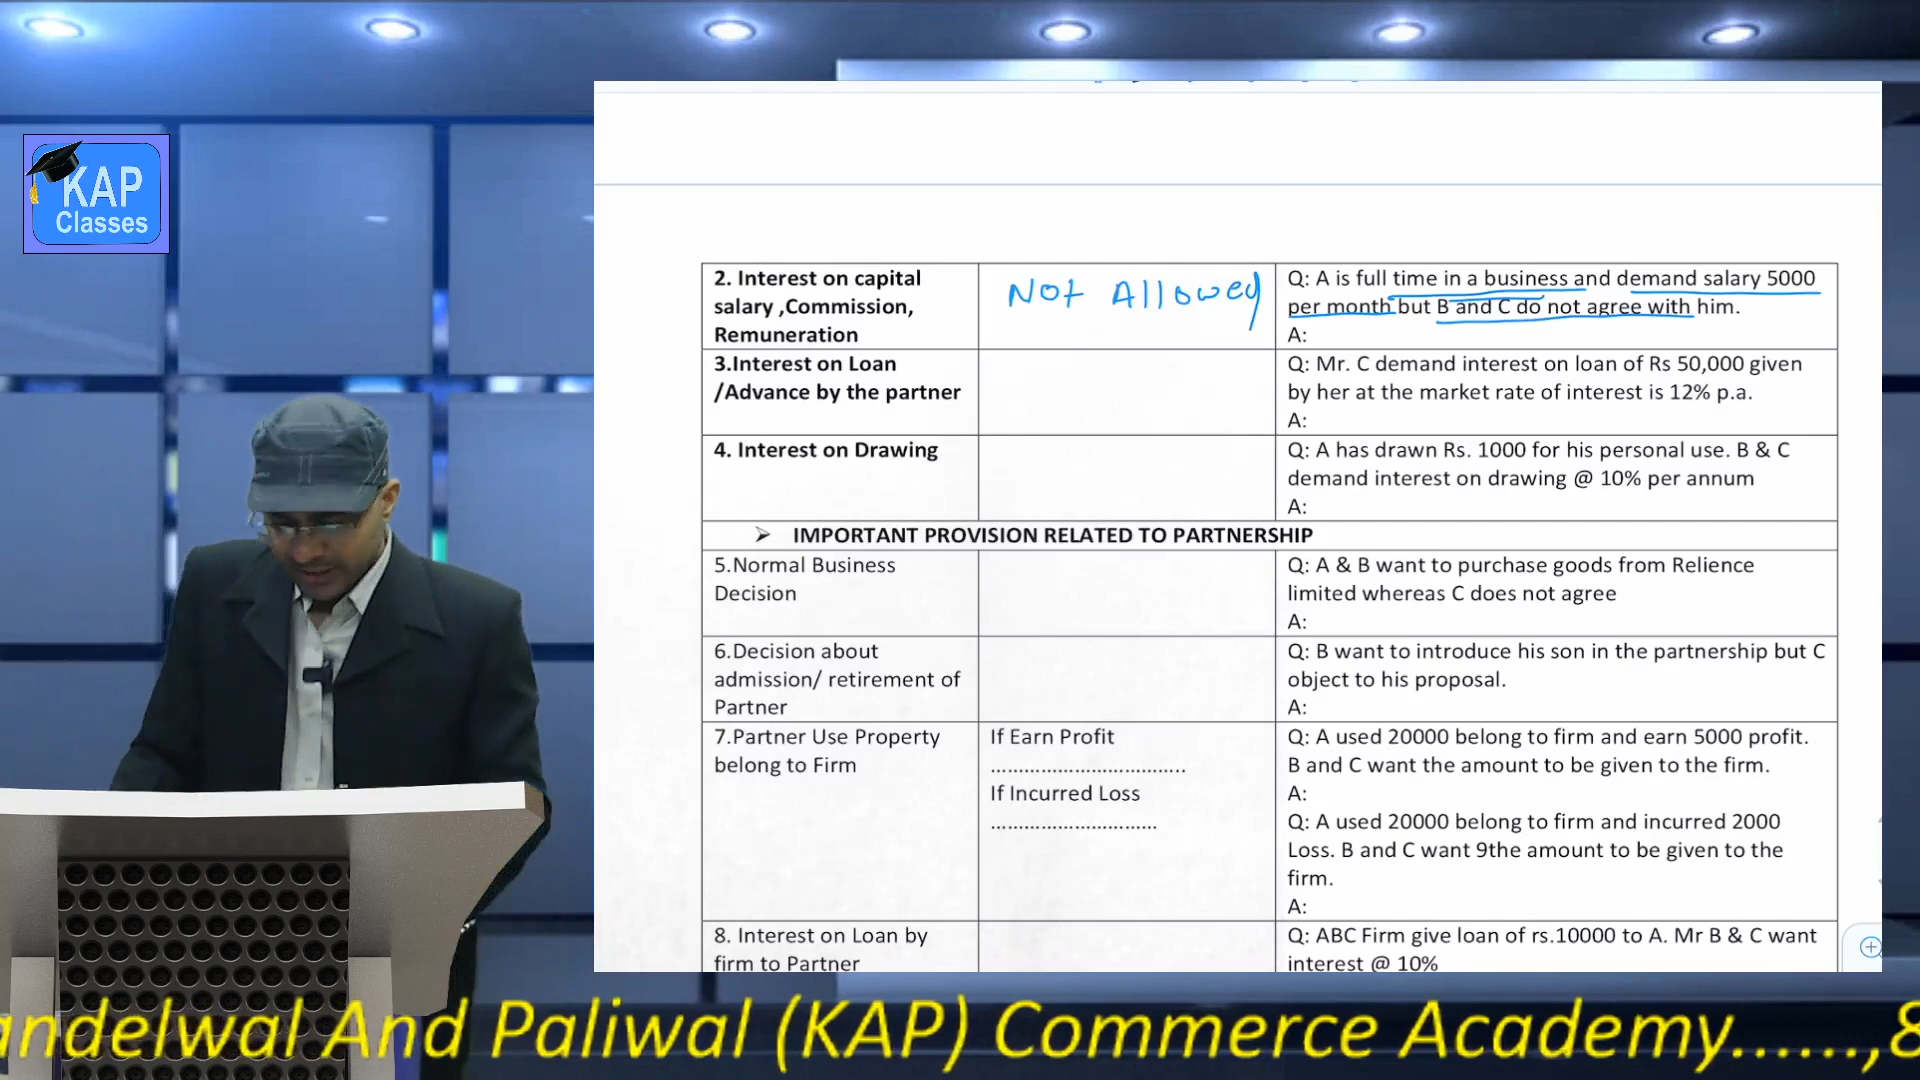 KAP
Classes
2. Interest on capital
salary ,Commission,
Remuneration
Not Allowed
Q: A is full time in a business and demand salary 5000
per month but B and C do not agree with him.
A:
3.Interest on Loan
/Advance by the partner
Q: Mr. C demand interest on loan of Rs 50,000 given
by her at the market rate of interest is 12% p.a.
A:
4. Interest on Drawing
Q: A has drawn Rs. 1000 for his personal use. B & C
demand interest on drawing @ 10% per annum
A:
➢ IMPORTANT PROVISION RELATED TO PARTNERSHIP
5.Normal Business
Decision
Q: A & B want to purchase goods from Relience
limited whereas C does not agree
A:
6.Decision about
admission/ retirement of
Partner
Q: B want to introduce his son in the partnership but C
object to his proposal.
A:
7.Partner Use Property
belong to Firm
If Earn Profit
……………………………..
If Incurred Loss
…………………………
Q: A used 20000 belong to firm and earn 5000 profit.
B and C want the amount to be given to the firm.
A:
Q: A used 20000 belong to firm and incurred 2000
Loss. B and C want 9the amount to be given to the
firm.
A:
8. Interest on Loan by
firm to Partner
Q: ABC Firm give loan of rs.10000 to A. Mr B & C want
interest @ 10%
andelwal And Paliwal (KAP) Commerce Academy......,8